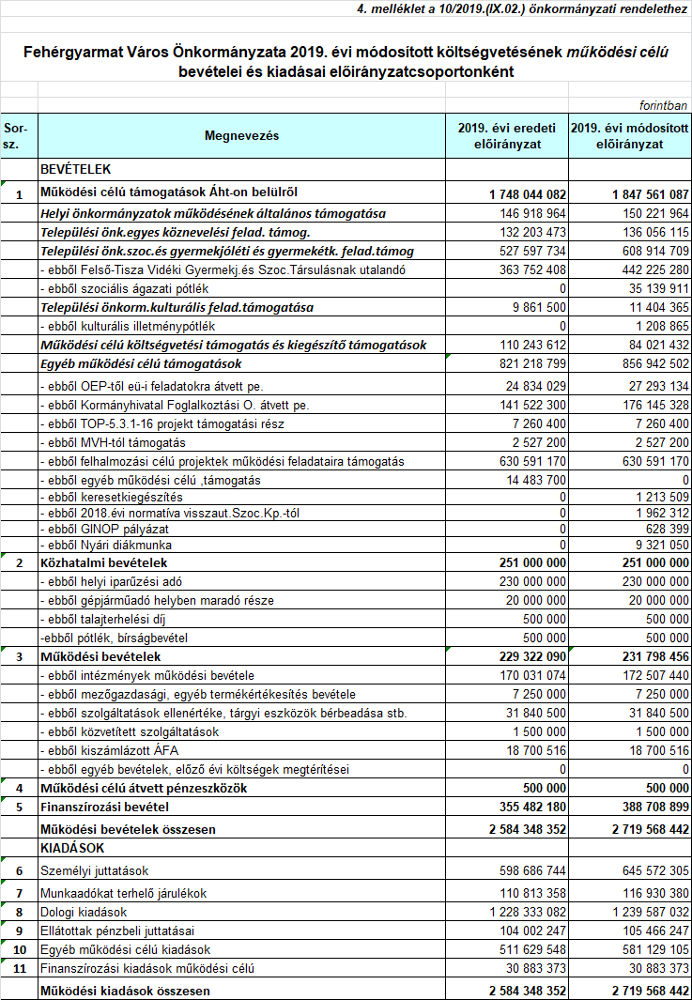 4. melléklet a 10/2019.(IX.02.) önkormányzati rendelethez
Fehérgyarmat Város Önkormányzata 2019. évi módosított költségvetésének működési célú
bevételei és kiadásai előirányzatcsoportonként
forintban
Sor-sz. Megnevezés 2019. évi eredeti előirányzat 2019. évi módosított előirányzat
BEVÉTELEK
1 Működési célú támogatások Áht-on belülről 1 748 044 082 1 847 561 087
Helyi önkormányzatok működésének általános támogatása 146 918 964 150 221 964
Települési önk.egyes köznevelési felad. támog. 132 203 473 136 056 115
Települési önk.szoc.és gyermekjóléti és gyermekétk. felad.támog 527 597 734 608 914 709
- ebből Felső-Tisza Vidéki Gyermekj.és Szoc.Társulásnak utalandó 363 752 408 442 225 280
- ebből szociális ágazati pótlék 0 35 139 911
Települési önkorm.kulturális felad.támogatása 9 861 500 11 404 365
- ebből kulturális illetménypótlék 0 1 208 865
Működési célú költségvetési támogatás és kiegészítő támogatások 110 243 612 84 021 432
Egyéb működési célú támogatások 821 218 799 856 942 502
- ebből OEP-től eü-i feladatokra átvett pe. 24 834 029 27 293 134
- ebből Kormányhivatal Foglalkoztatási O. átvett pe. 141 522 300 176 145 328
- ebből TOP-5.3.1-16 projekt támogatási rész 7 260 400 7 260 400
- ebből MVH-tól támogatás 2 527 200 2 527 200
- ebből felhalmozási célú projektek működési feladataira támogatás 630 591 170 630 591 170
- ebből egyéb működési célú ,támogatás 14 483 700 0
- ebből keresetkiegészítés 0 1 213 509
- ebből 2018.évi normatíva visszaut.Szoc.Kp.-tól 0 1 962 312
- ebből GINOP pályázat 0 628 399
- ebből Nyári diákmunka 0 9 321 050
2 Közhatalmi bevételek 251 000 000 251 000 000
- ebből helyi iparűzési adó 230 000 000 230 000 000
- ebből gépjárműadó helyben maradó része 20 000 000 20 000 000
- ebből talajterhelési díj 500 000 500 000
-ebből pótlék, bírságbevétel 500 000 500 000
3 Működési bevételek 229 322 090 231 798 456
- ebből intézmények működési bevétele 170 031 074 172 507 440
- ebből mezőgazdasági, egyéb termékértékesítés bevétele 7 250 000 7 250 000
- ebből szolgáltatások ellenértéke, tárgyi eszközök bérbeadása stb. 31 840 500 31 840 500
- ebből közvetített szolgáltatások 1 500 000 1 500 000
- ebből kiszámlázott ÁFA 18 700 516 18 700 516
- ebből egyéb bevételek, előző évi költségek megtérítései 0 0
4 Működési célú átvett pénzeszközök 500 000 500 000
5 Finanszírozási bevétel 355 482 180 388 708 899
Működési bevételek összesen 2 584 348 352 2 719 568 442
KIADÁSOK
6 Személyi juttatások 598 686 744 645 572 305
7 Munkaadókat terhelő járulékok 110 813 358 116 930 380
8 Dologi kiadások 1 228 333 082 1 239 587 032
9 Ellátottak pénzbeli juttatásai 104 002 247 105 466 247
10 Egyéb működési célú kiadások 511 629 548 581 129 105
11 Finanszírozási kiadások működési célú 30 883 373 30 883 373
Működési kiadások összesen 2 584 348 352 2 719 568 442